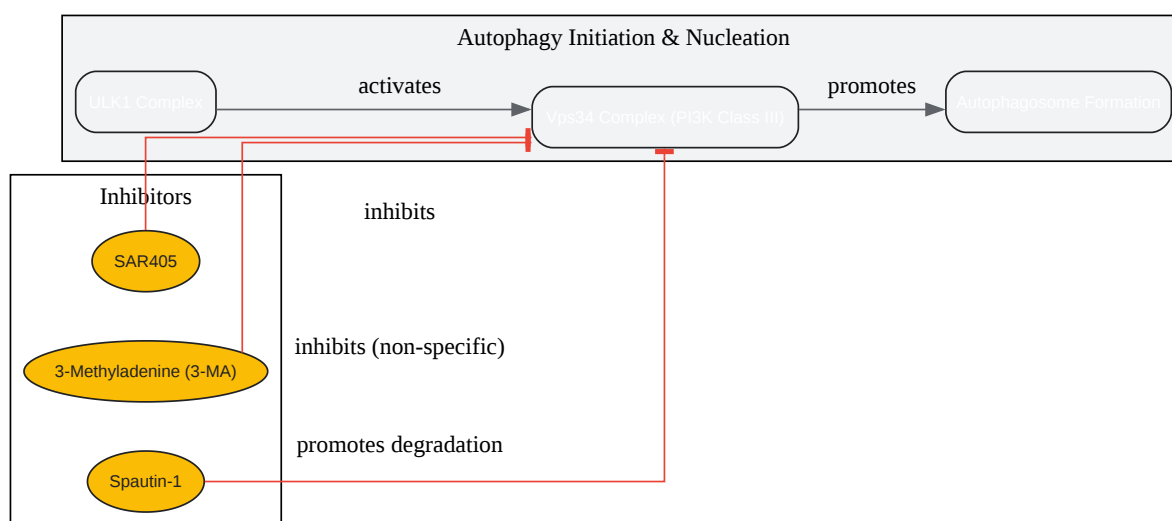 Autophagy Initiation & Nucleation
ULK1 Complex
activates
Vps34 Complex (PI3K Class III)
promotes
Autophagosome Formation
Inhibitors
SAR405
inhibits
3-Methyladenine (3-MA)
inhibits (non-specific)
Spautin-1
promotes degradation